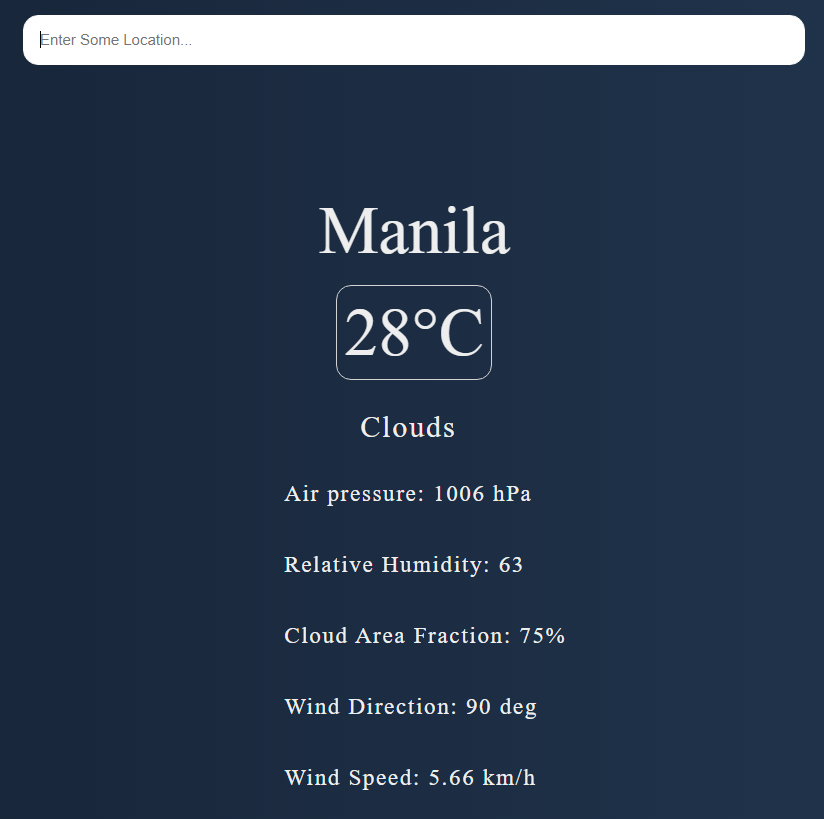 Enter Some Location...
Manila
28°C
Clouds
Air pressure: 1006 hPa
Relative Humidity: 63
Cloud Area Fraction: 75%
Wind Direction: 90 deg
Wind Speed: 5.66 km/h